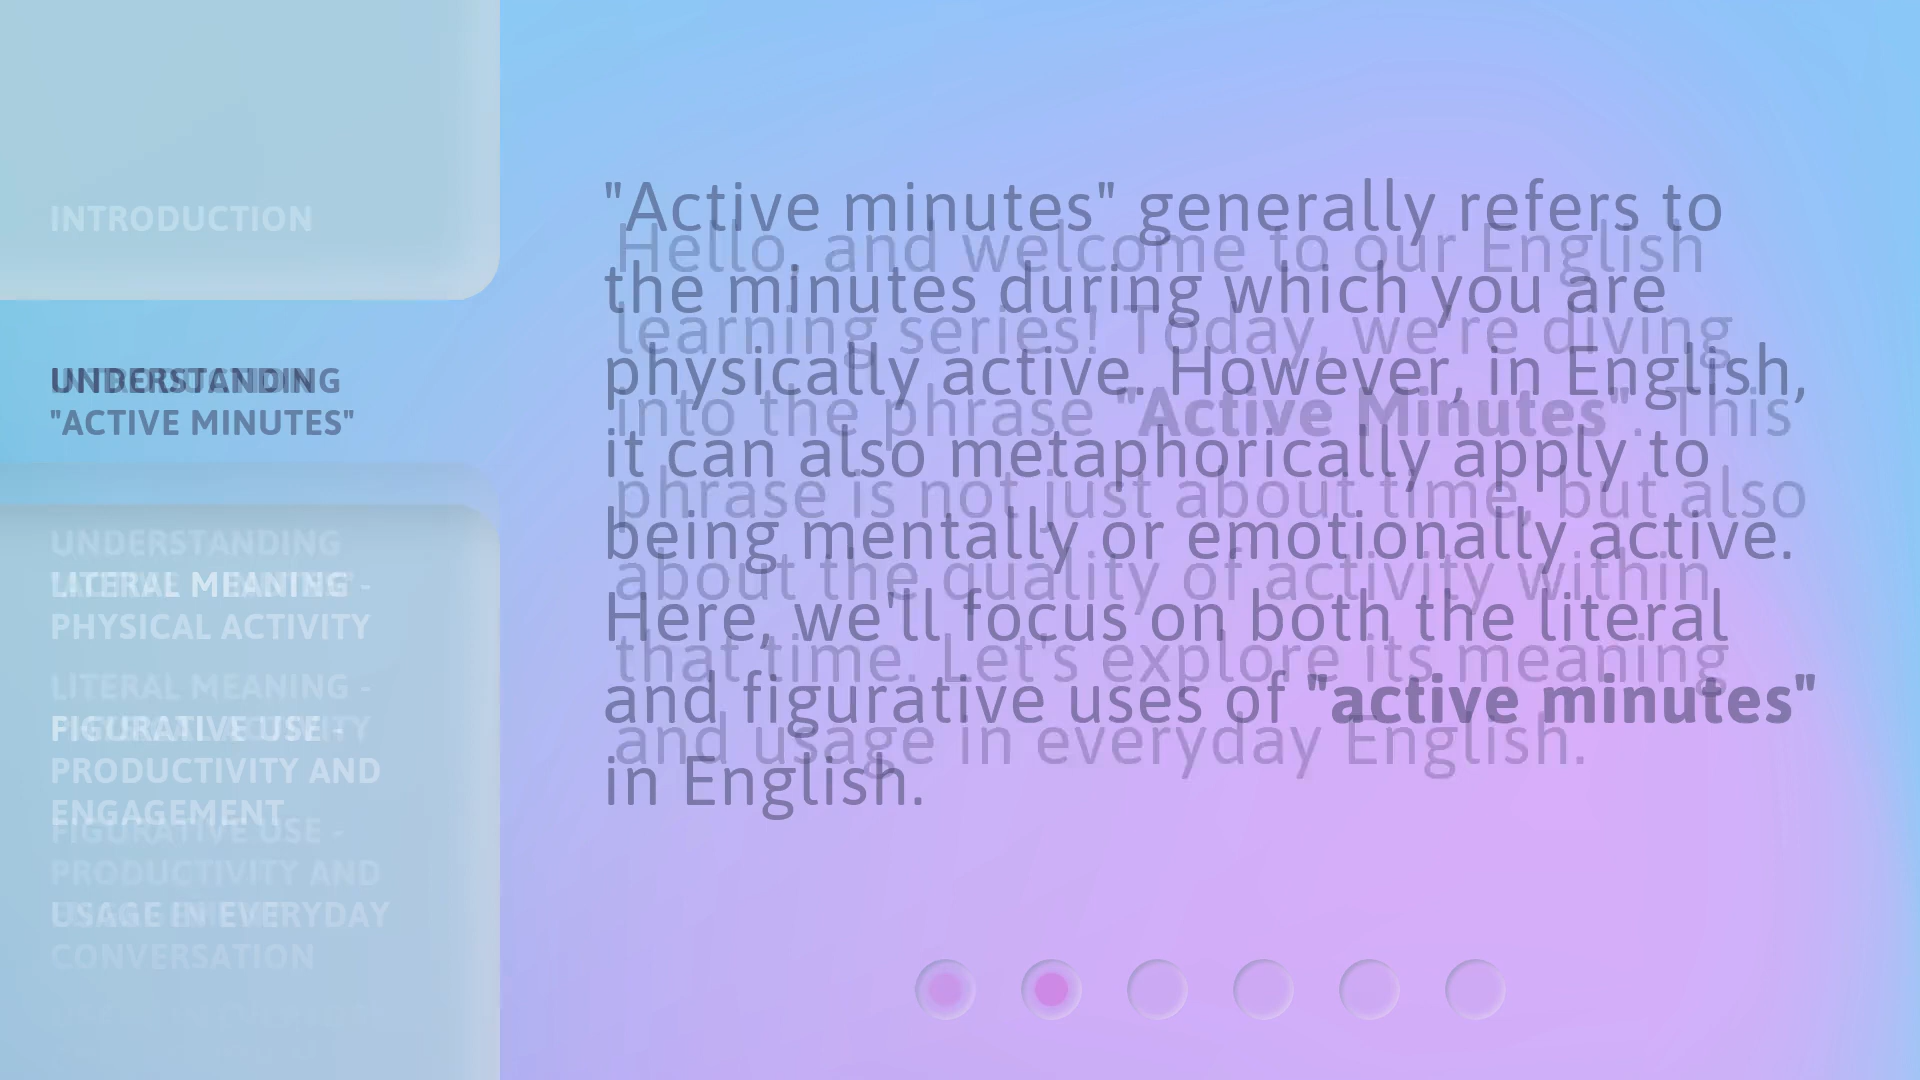 INTRODUCTION
UNDERSTANDING
"ACTIVE MINUTES"
UNDERSTANDING
LITERAL MEANING -
PHYSICAL ACTIVITY
LITERAL MEANING -
FIGURATIVE USE -
PRODUCTIVITY AND
ENGAGEMENT
FIGURATIVE USE -
PRODUCTIVITY AND
USAGE IN EVERYDAY
CONVERSATION
"Active minutes" generally refers to
the minutes during which you are
physically active. However, in English,
it can also metaphorically apply to
being mentally or emotionally active.
Here, we'll focus on both the literal
and figurative uses of "active minutes"
in English.
Hello, and welcome to our English
learning series! Today, we're diving
into the phrase "Active Minutes". This
phrase is not just about time, but also
about the quality of activity within
that time. Let's explore its meaning
and usage in everyday English.